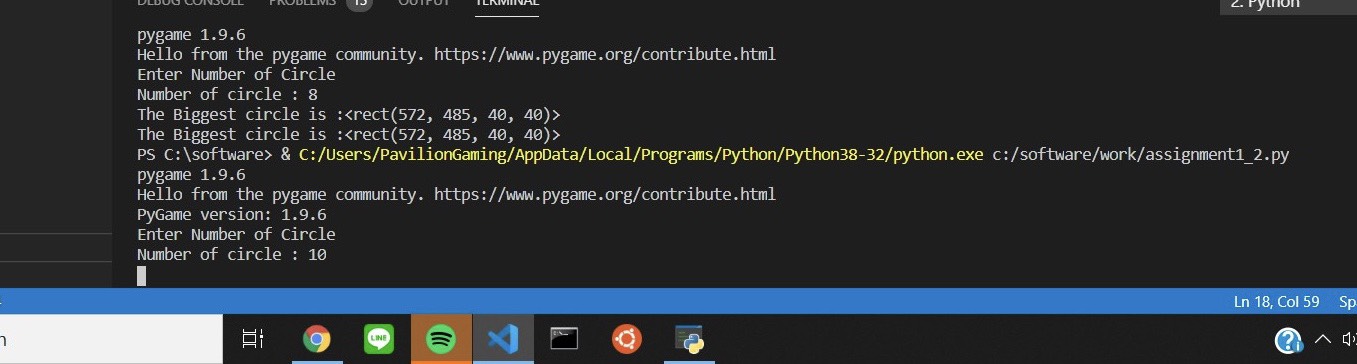 DEBUG CONSOLE PROBLEMS 15 OUTPUT TERMINAL
2. Python
pygame 1.9.6
Hello from the pygame community. https://www.pygame.org/contribute.html
Enter Number of Circle
Number of circle : 8
The Biggest circle is :<rect(572, 485, 40, 40)>
The Biggest circle is :<rect(572, 485, 40, 40)>
PS C:\software> & C:/Users/PavilionGaming/AppData/Local/Programs/Python/Python38-32/python.exe c:/software/work/assignment1_2.py
pygame 1.9.6
Hello from the pygame community. https://www.pygame.org/contribute.html
PyGame version: 1.9.6
Enter Number of Circle
Number of circle : 10
Ln 18, Col 59 Sp
LINE